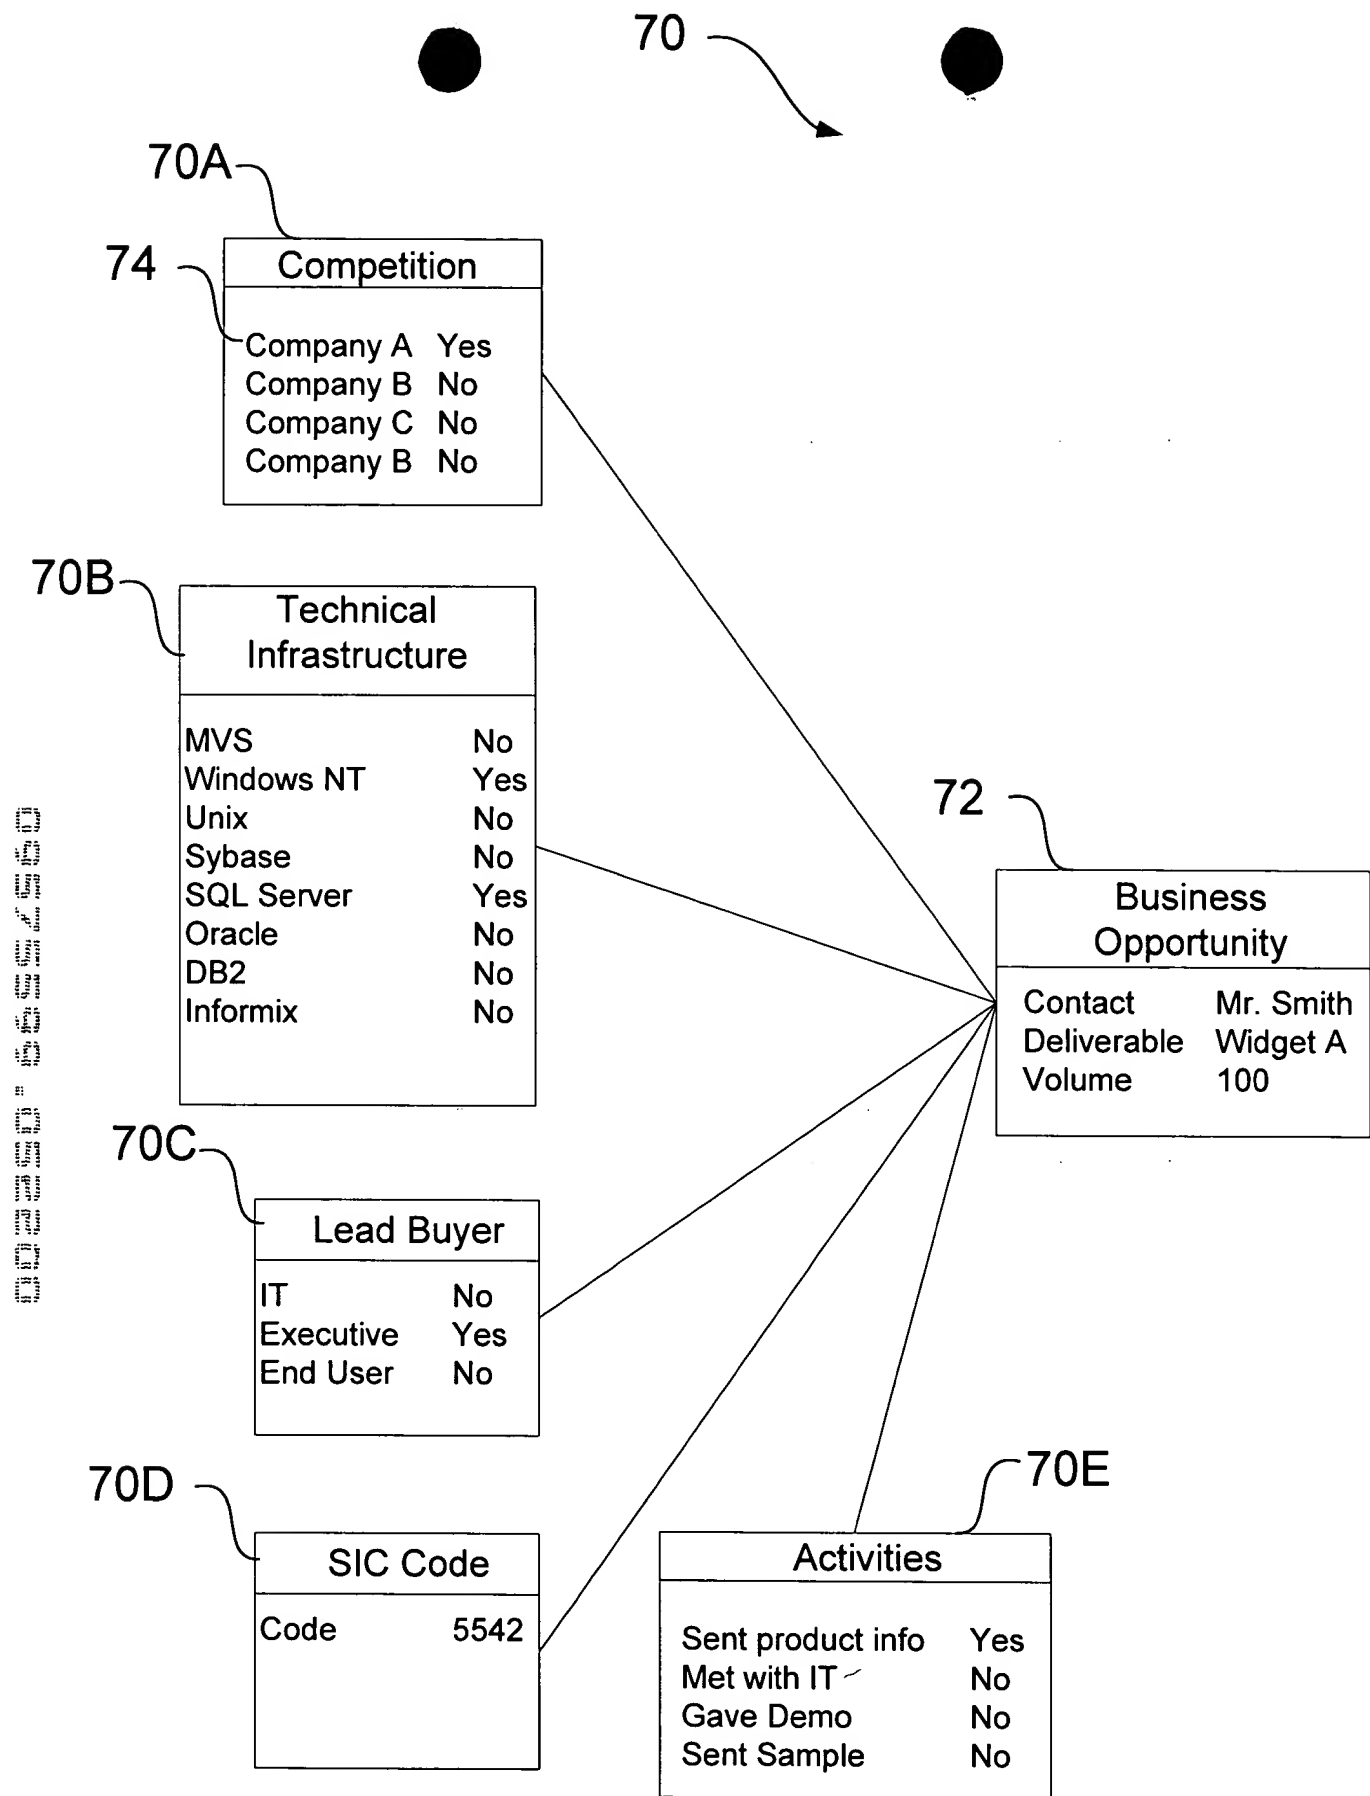 70
70A
74
Competition
Company A Yes
Company B No
Company C No
Company B No
70B
Technical
Infrastructure
MVS No
Windows NT Yes
Unix No
Sybase No
SQL Server Yes
Oracle No
DB2 No
Informix No
72
Business
Opportunity
Contact Mr. Smith
Deliverable Widget A
Volume 100
70C
Lead Buyer
IT No
Executive Yes
End User No
70D
SIC Code
Code 5542
70E
Activities
Sent product info Yes
Met with IT No
Gave Demo No
Sent Sample No